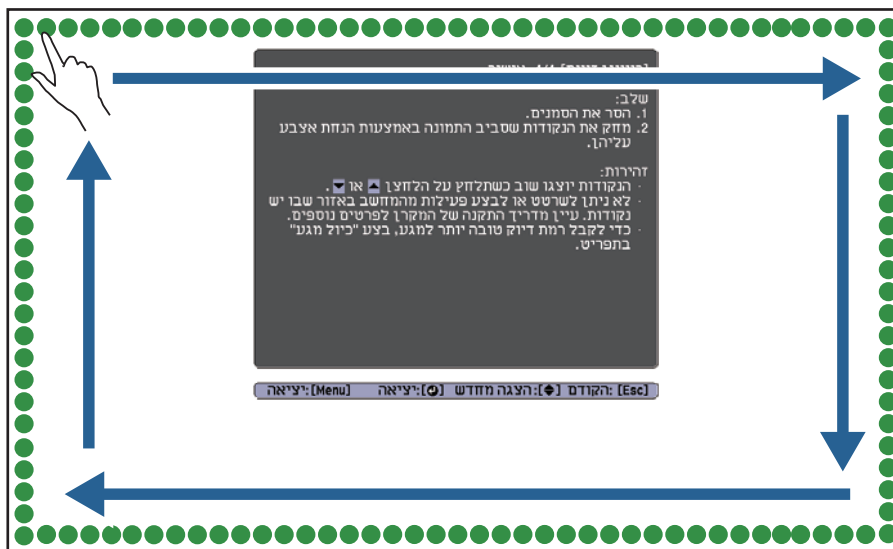 שלב:
1. הסר את הסמנים.
2. מחק את הנקודות שסביב התמונה באמצעות הנחת אצבע
עליהן.
זהירות:
· הנקודות יוצגו שוב כשתלחץ על הלחצן ▲ או ▼.
· לא ניתן לשרטט או לבצע פעילות מהמחשב באזור שבו יש
נקודות. עיין מדריך התקנה של המקרן לפרטים נוספים.
· כדי לקבל רמת דיוק טובה יותר למגע, בצע "כיול מגע"
בתפריט.
[Esc] :הקודם [◆]:הצגה מחדש [⏎]:יציאה [Menu]:יציאה